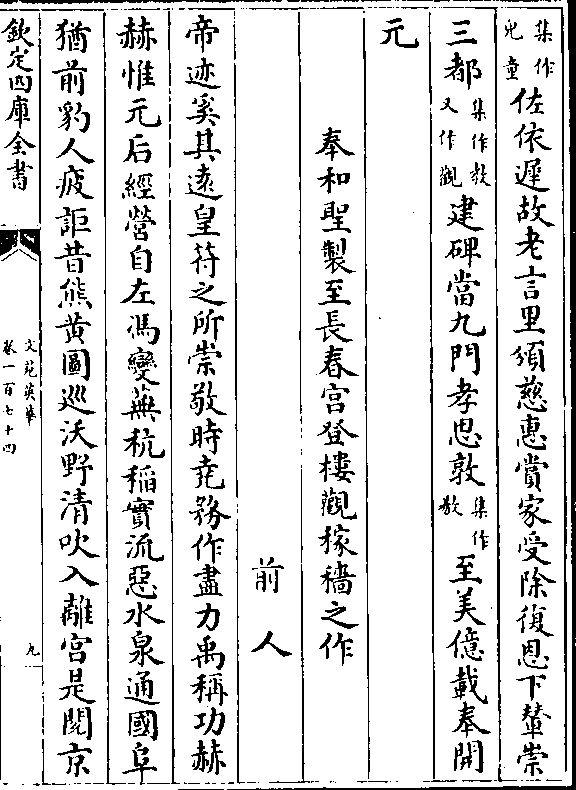 集作
兒童
佐依遲故老言里頒慈惠賞家受除復恩下輦崇
三都
集作教
又作觀
建碑當九門孝思敦
集作
敎
至美億載奉開
元
奉和聖製至長春宮登樓觀稼穡之作
前人
帝迹奚其遠皇符之所崇敬時堯務作盡力禹稱功赫
赫惟元后經營自左馮變蕪秔稻實流惡水泉通國阜
猶前豹人疲詎昔熊黃圖巡沃野清吹入離宮是閱京
欽定四庫全書
文苑英華
卷一百七十四
九